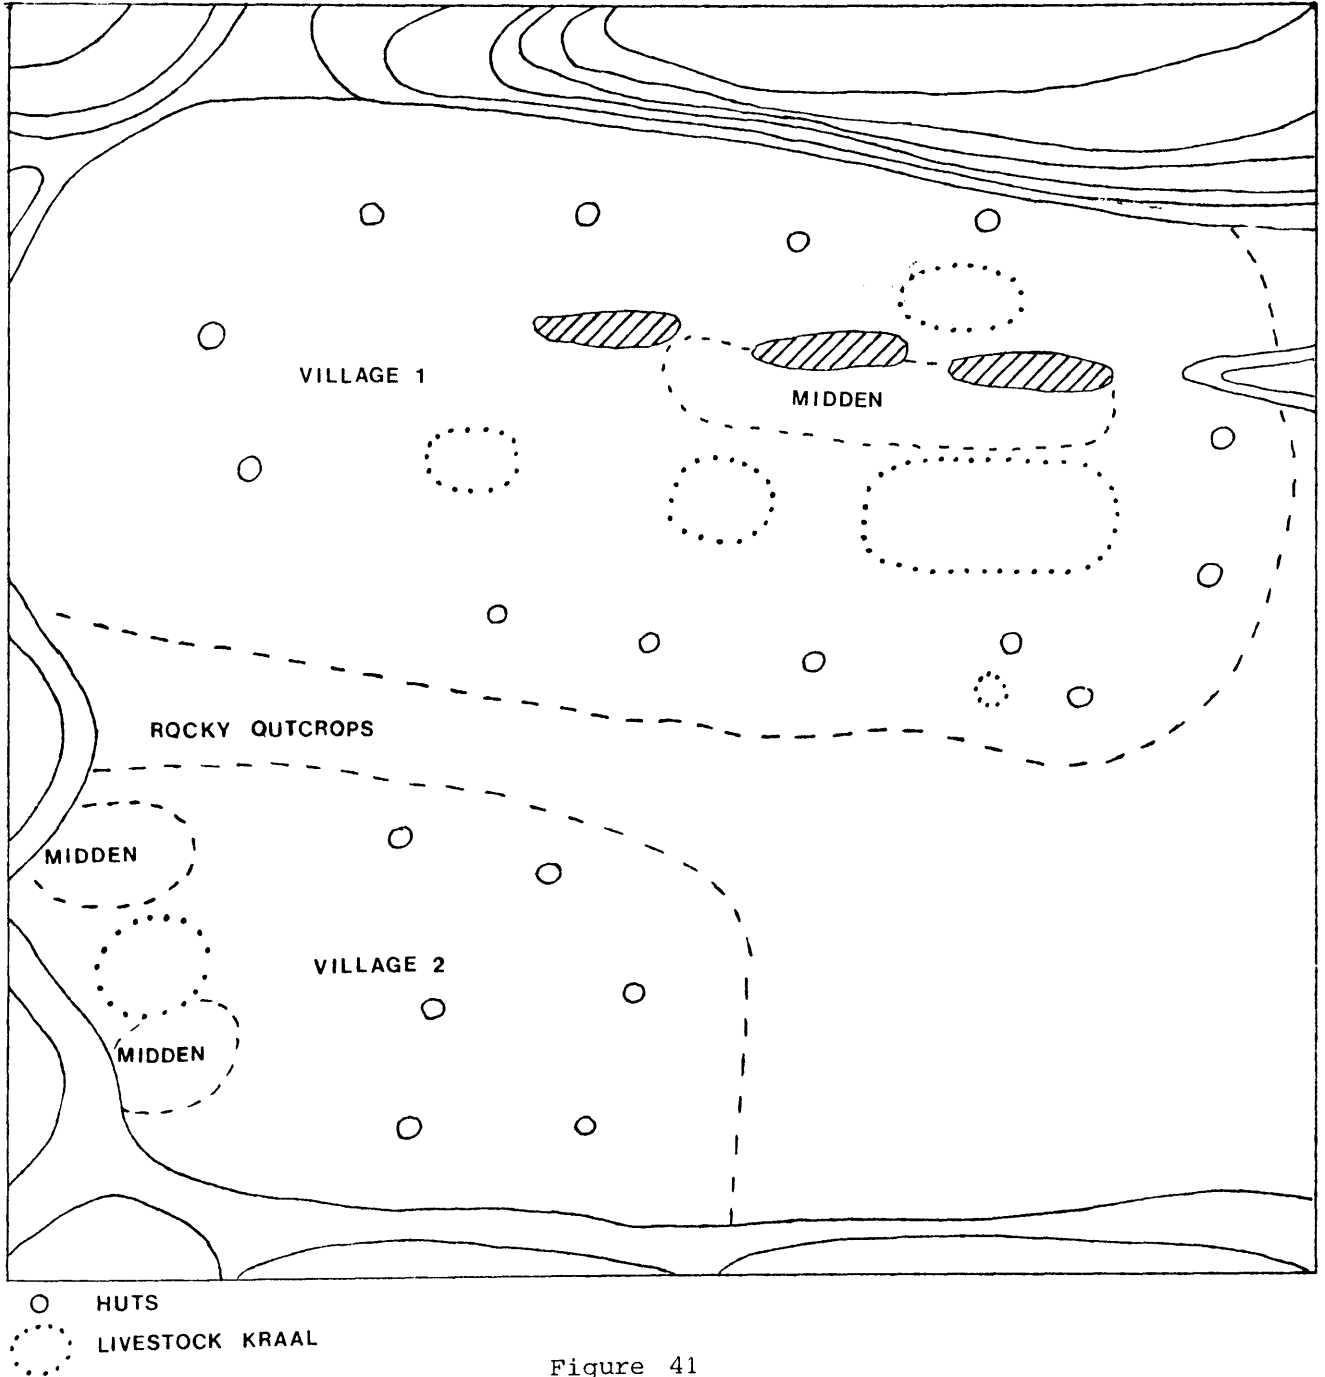 VILLAGE 1
MIDDEN
ROCKY OUTCROPS
MIDDEN
VILLAGE 2
MIDDEN
HUTS
LIVESTOCK KRAAL
Figure 41